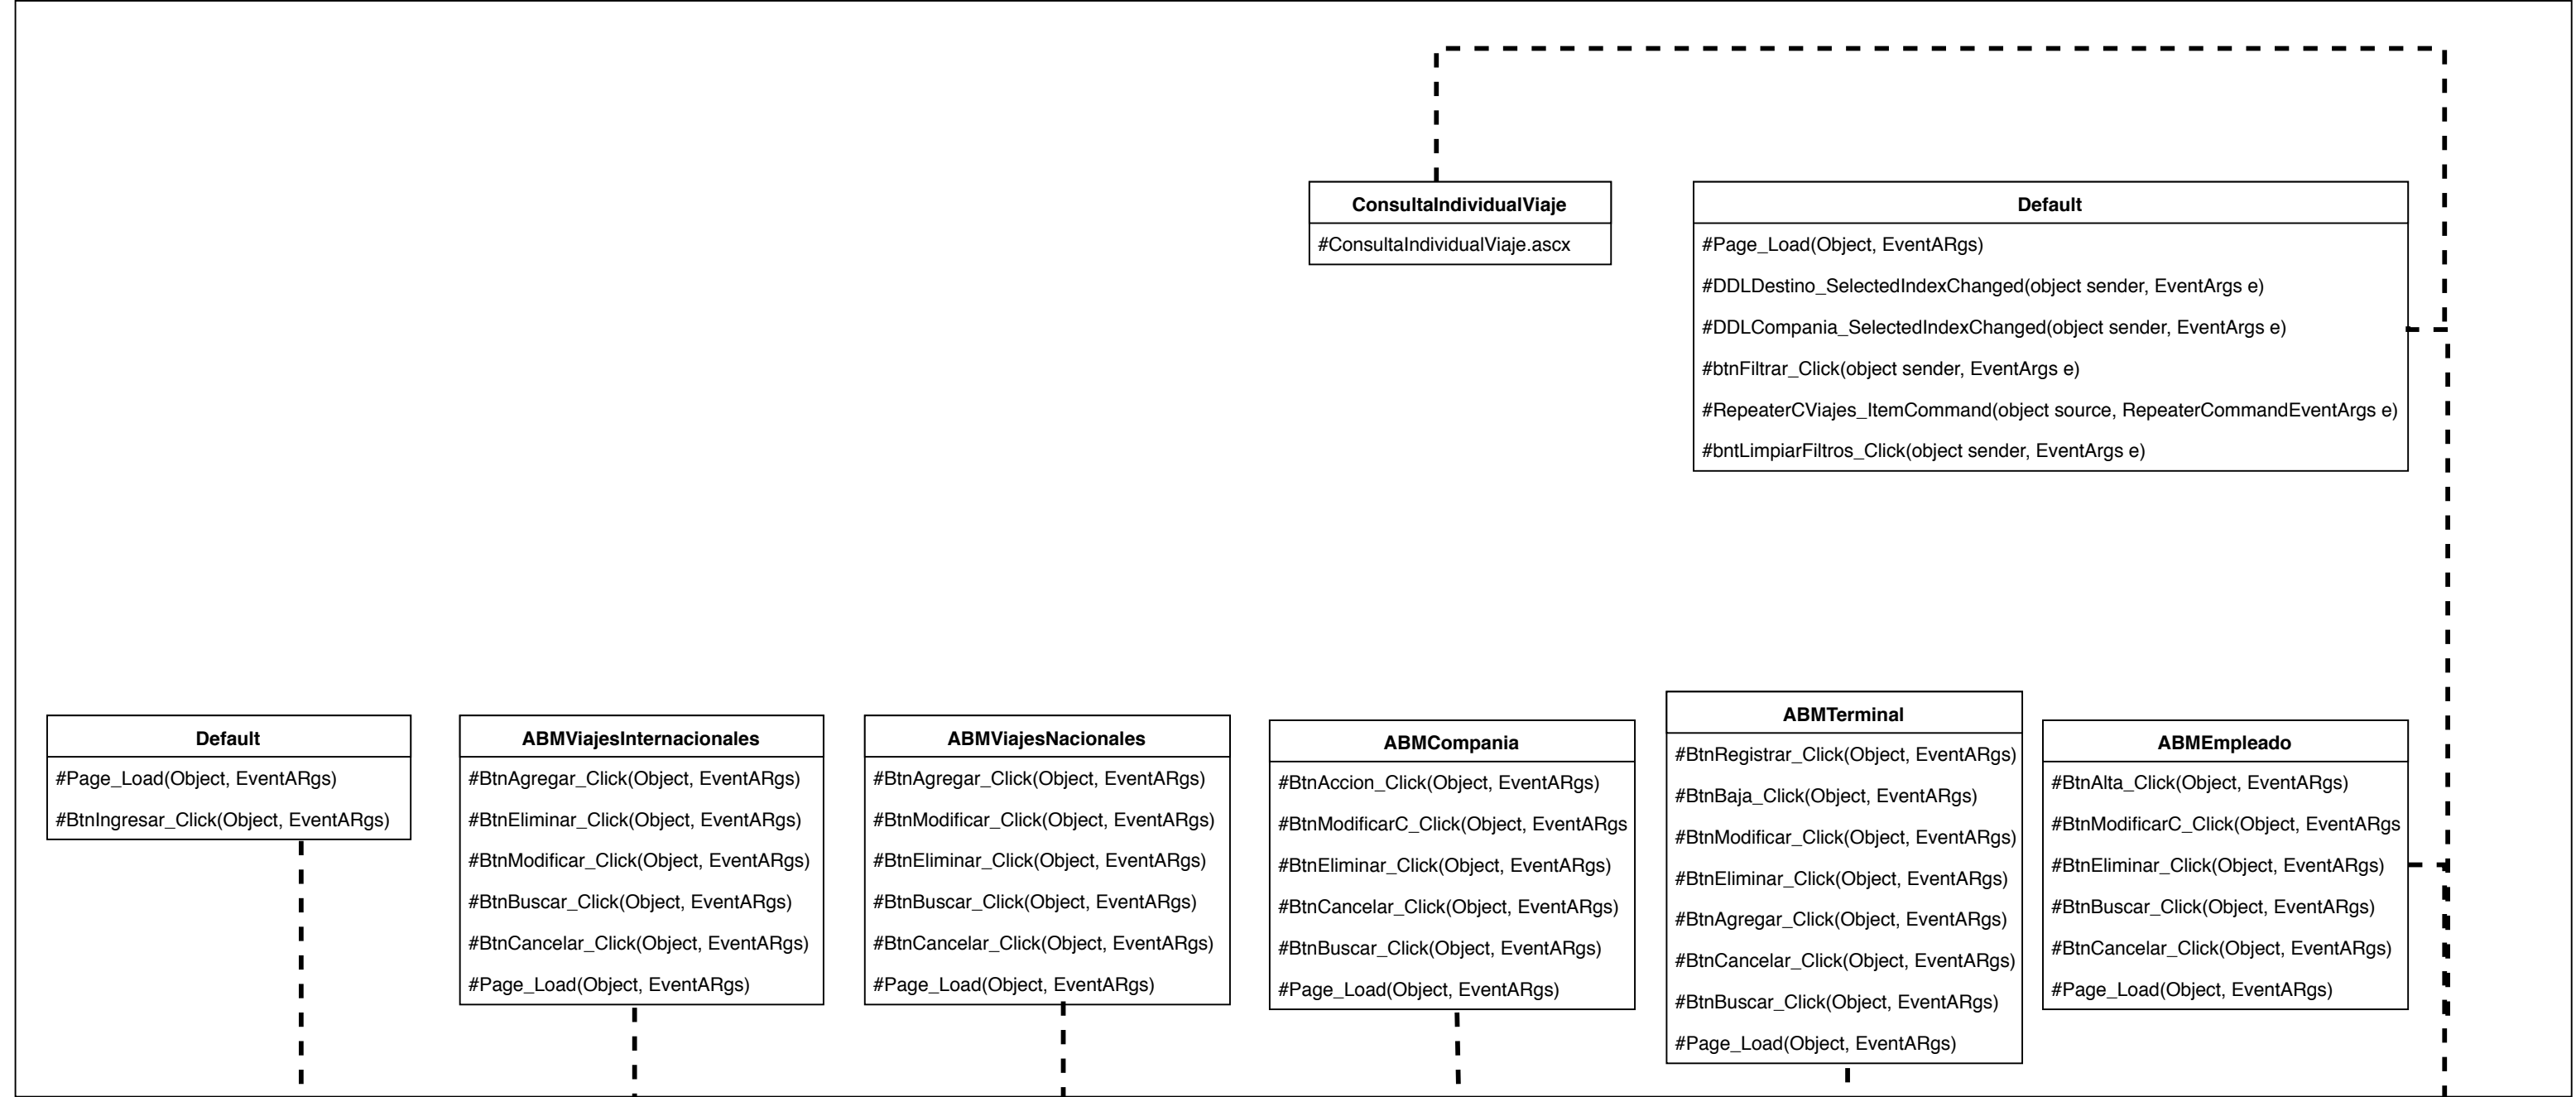 ConsultaIndividualViaje
#ConsultaIndividualViaje.ascx
Default
#Page_Load(Object, EventARgs)
#DDLDestino_SelectedIndexChanged(object sender, EventArgs e)
#DDLCompania_SelectedIndexChanged(object sender, EventArgs e)
#btnFiltrar_Click(object sender, EventArgs e)
#RepeaterCViajes_ItemCommand(object source, RepeaterCommandEventArgs e)
#bntLimpiarFiltros_Click(object sender, EventArgs e)
Default
#Page_Load(Object, EventARgs)
#BtnIngresar_Click(Object, EventARgs)
ABMViajesInternacionales
#BtnAgregar_Click(Object, EventARgs)
#BtnEliminar_Click(Object, EventARgs)
#BtnModificar_Click(Object, EventARgs)
#BtnBuscar_Click(Object, EventARgs)
#BtnCancelar_Click(Object, EventARgs)
#Page_Load(Object, EventARgs)
ABMViajesNacionales
#BtnAgregar_Click(Object, EventARgs)
#BtnModificar_Click(Object, EventARgs)
#BtnEliminar_Click(Object, EventARgs)
#BtnBuscar_Click(Object, EventARgs)
#BtnCancelar_Click(Object, EventARgs)
#Page_Load(Object, EventARgs)
ABMCompania
#BtnAccion_Click(Object, EventARgs)
#BtnModificarC_Click(Object, EventARgs
#BtnEliminar_Click(Object, EventARgs)
#BtnCancelar_Click(Object, EventARgs)
#BtnBuscar_Click(Object, EventARgs)
#Page_Load(Object, EventARgs)
ABMTerminal
#BtnRegistrar_Click(Object, EventARgs)
#BtnBaja_Click(Object, EventARgs)
#BtnModificar_Click(Object, EventARgs)
#BtnEliminar_Click(Object, EventARgs)
#BtnAgregar_Click(Object, EventARgs)
#BtnCancelar_Click(Object, EventARgs)
#BtnBuscar_Click(Object, EventARgs)
#Page_Load(Object, EventARgs)
ABMEmpleado
#BtnAlta_Click(Object, EventARgs)
#BtnModificarC_Click(Object, EventARgs
#BtnEliminar_Click(Object, EventARgs)
#BtnBuscar_Click(Object, EventARgs)
#BtnCancelar_Click(Object, EventARgs)
#Page_Load(Object, EventARgs)